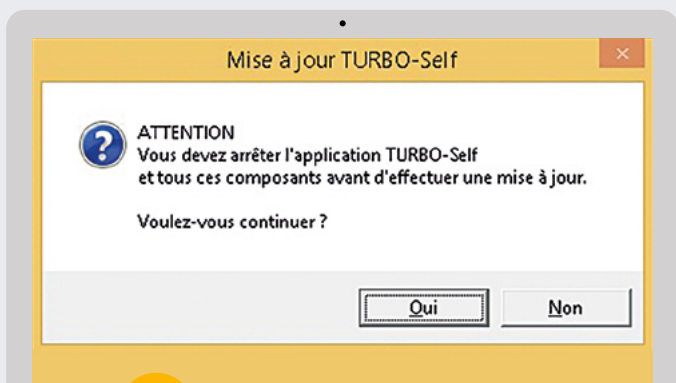 Mise à jour TURBO-Self
ATTENTION
Vous devez arrêter l'application TURBO-Self
et tous ces composants avant d'effectuer une mise à jour.
Voulez-vous continuer ?
Oui Non